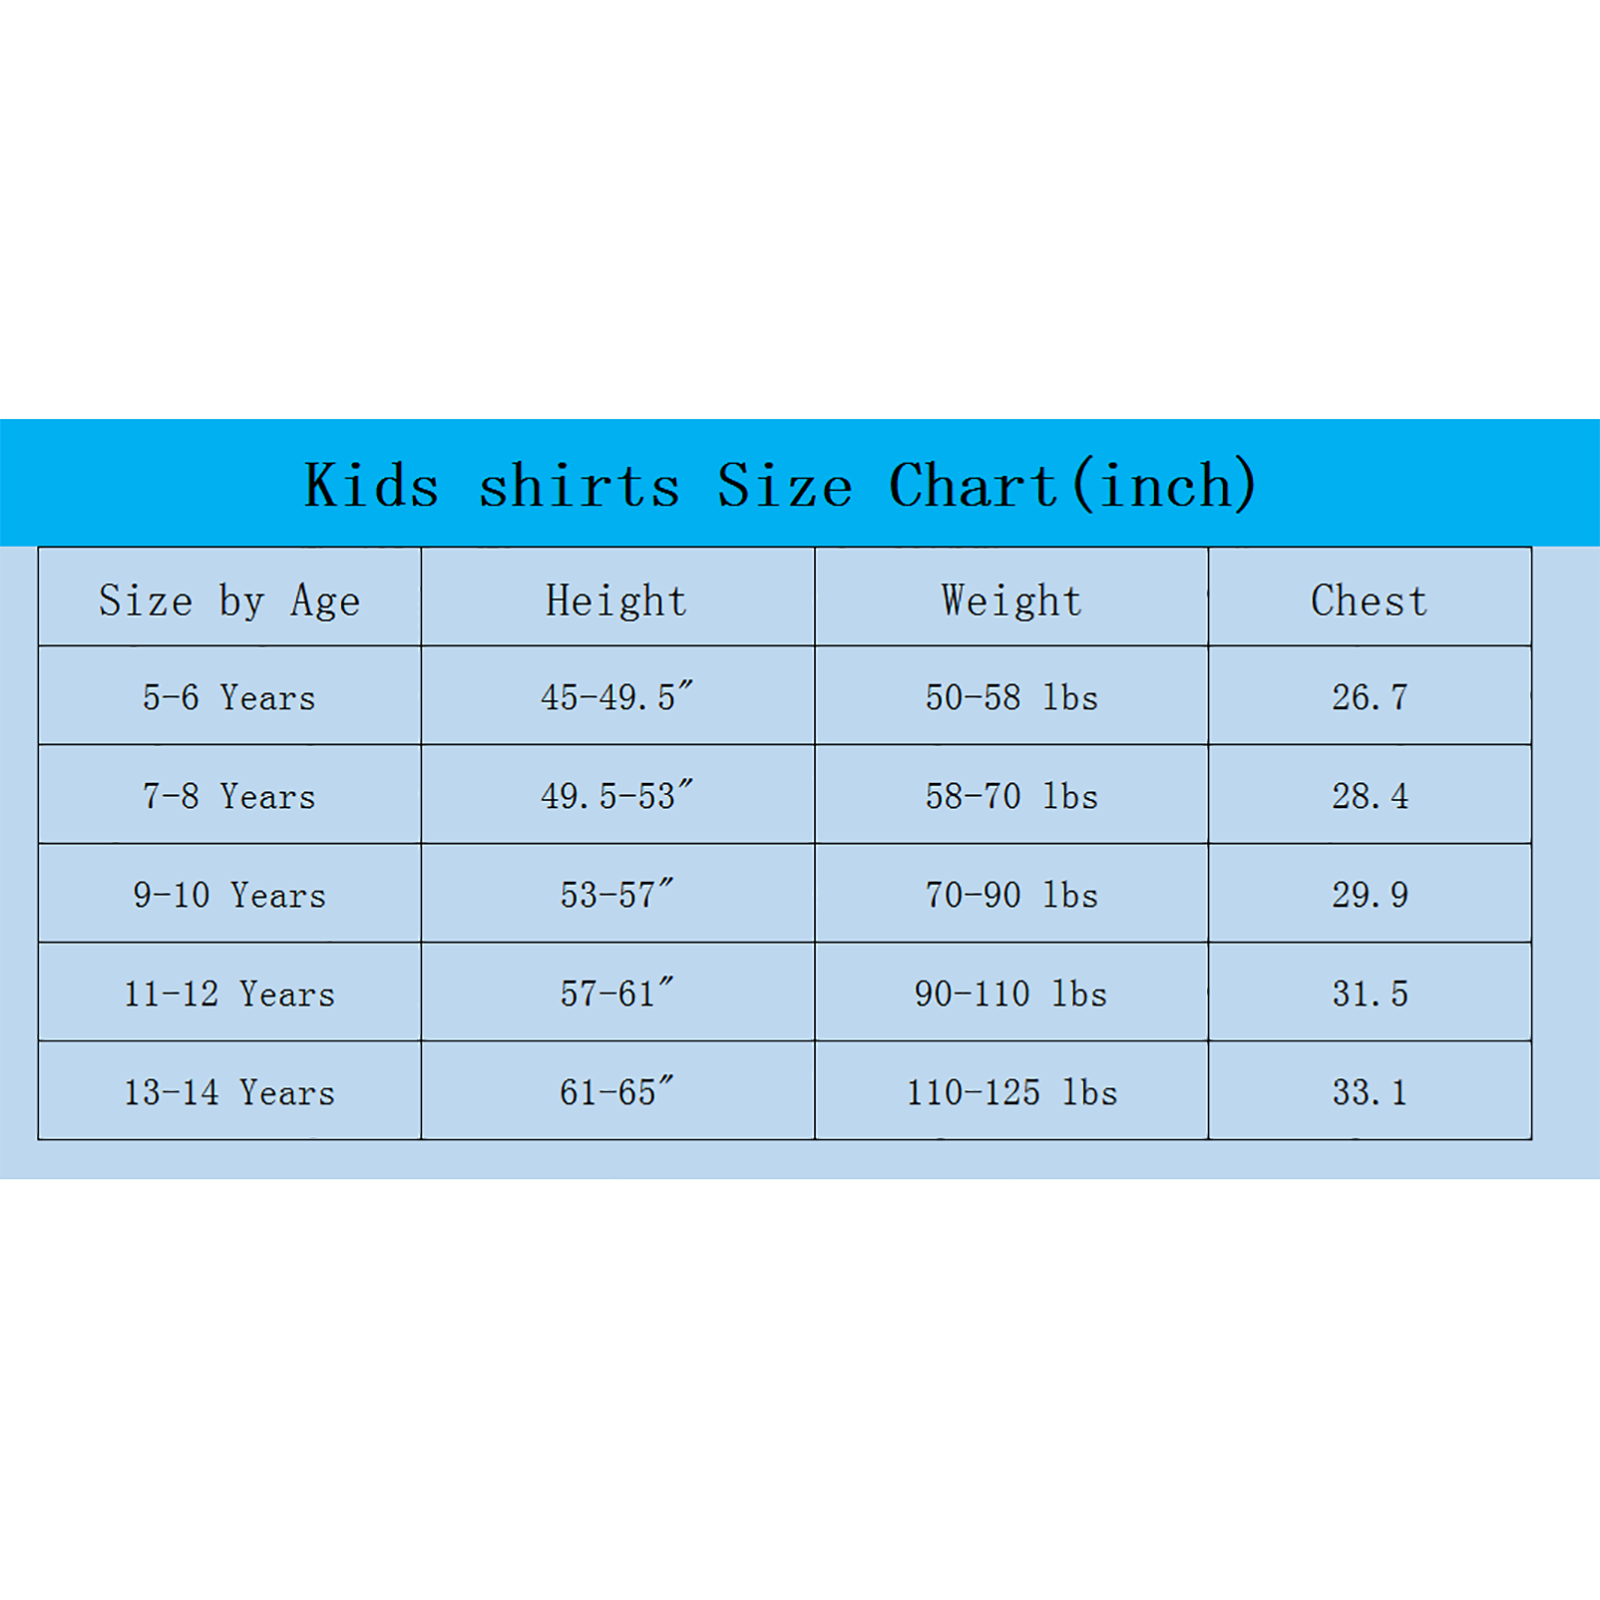 Kids shirts Size Chart(inch)
Size by Age Height Weight Chest
5-6 Years 45-49.5″ 50-58 lbs 26.7
7-8 Years 49.5-53″ 58-70 lbs 28.4
9-10 Years 53-57″ 70-90 lbs 29.9
11-12 Years 57-61″ 90-110 lbs 31.5
13-14 Years 61-65″ 110-125 lbs 33.1